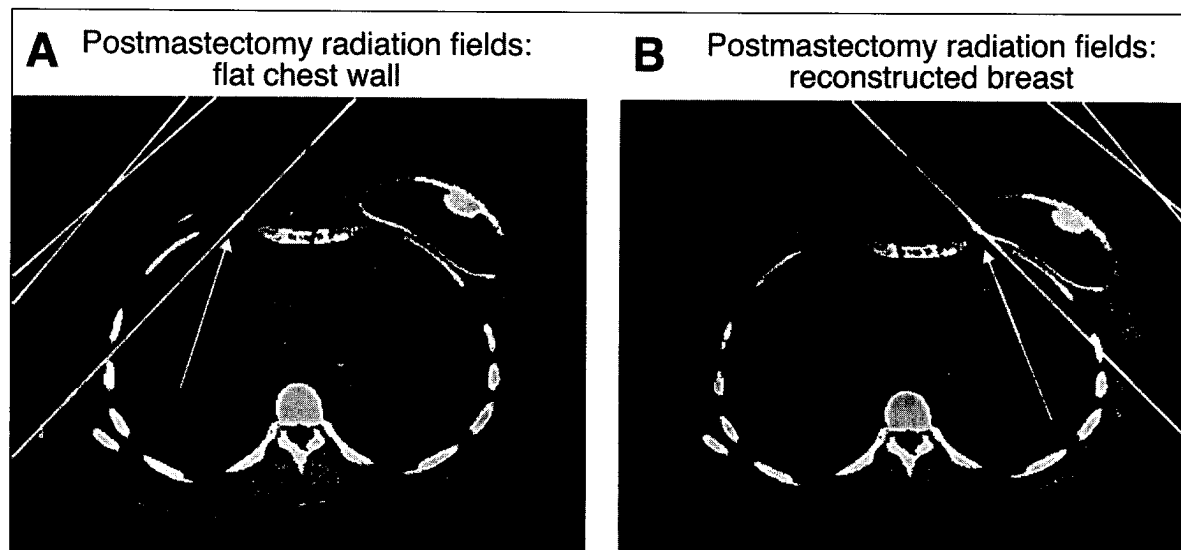 A Postmastectomy radiation fields:
flat chest wall
B Postmastectomy radiation fields:
reconstructed breast